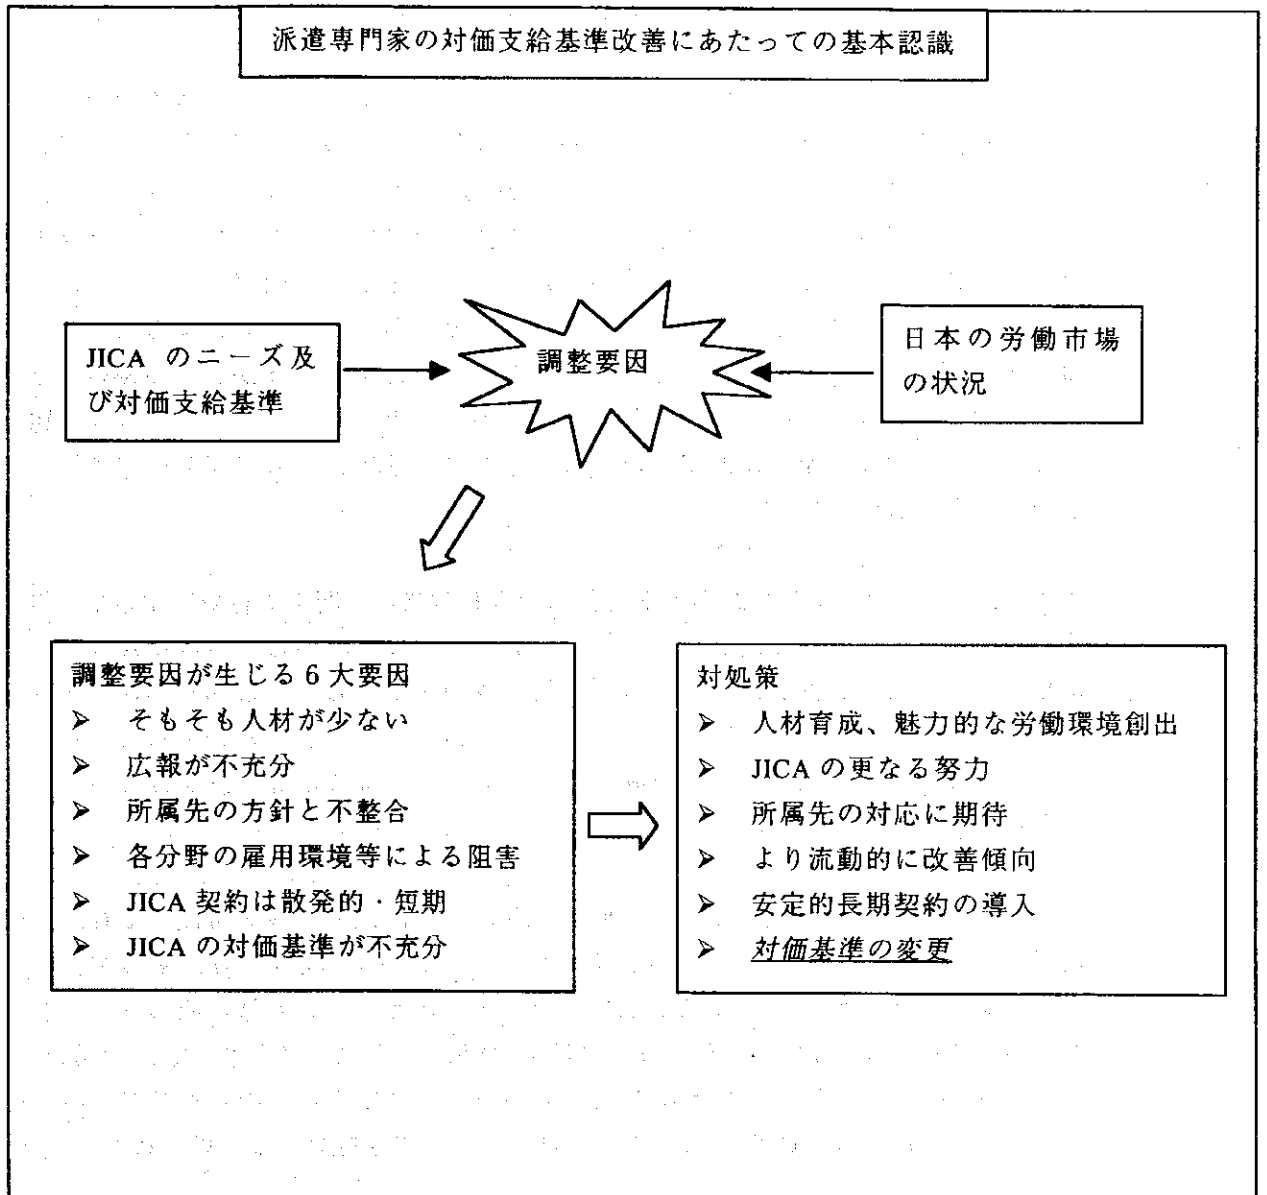 派遣専門家の対価支給基準改善にあたっての基本認識
JICA のニーズ及
び対価支給基準
調整要因
日本の労働市場
の状況
調整要因が生じる6大要因
➢ そもそも人材が少ない
➢ 広報が不充分
➢ 所属先の方針と不整合
➢ 各分野の雇用環境等による阻害
➢ JICA 契約は散発的・短期
➢ JICA の対価基準が不充分
対処策
➢ 人材育成、魅力的な労働環境創出
➢ JICA の更なる努力
➢ 所属先の対応に期待
➢ より流動的に改善傾向
➢ 安定的長期契約の導入
➢ 対価基準の変更